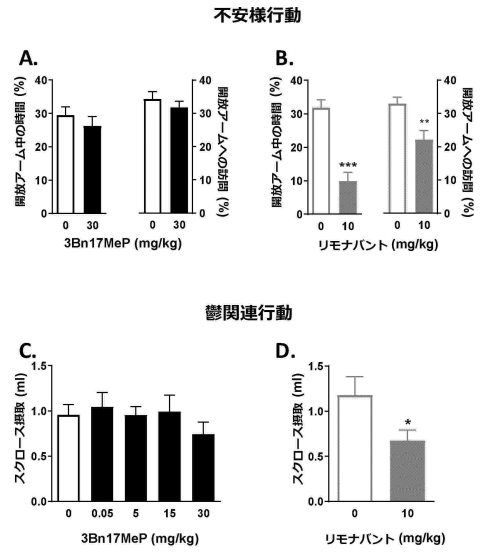 不安様行動
A.
開放アーム中の時間 (%)
40
30
20
10
0
40
30
20
10
0
開放アームへの訪問 (%)
0
30
0
30
3Bn17MeP (mg/kg)
B.
開放アーム中の時間 (%)
40
30
20
10
0
***
**
40
30
20
10
0
開放アームへの訪問 (%)
0
10
0
10
リモナバント (mg/kg)
鬱関連行動
C.
スクロース摂取 (ml)
1.5
1.0
0.5
0.0
0
0.05
5
15
30
3Bn17MeP (mg/kg)
D.
スクロース摂取 (ml)
1.5
1.0
0.5
0.0
*
0
10
リモナバント (mg/kg)